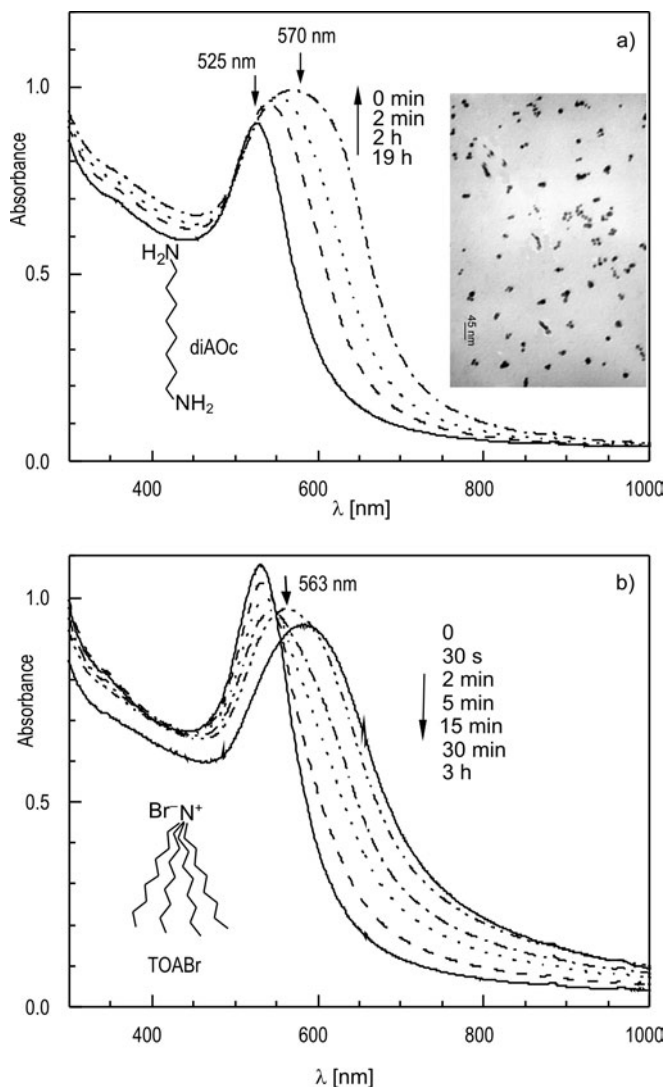 a)
570 nm
525 nm
1.0
0 min
2 min
2 h
19 h
Absorbance
0.5
H₂N
diAOc
NH₂
45 nm
0.0
400 600 800 1000
λ [nm]
b)
563 nm
1.0
0
30 s
2 min
5 min
15 min
30 min
3 h
Absorbance
0.5
Br⁻N⁺
TOABr
0.0
400 600 800 1000
λ [nm]